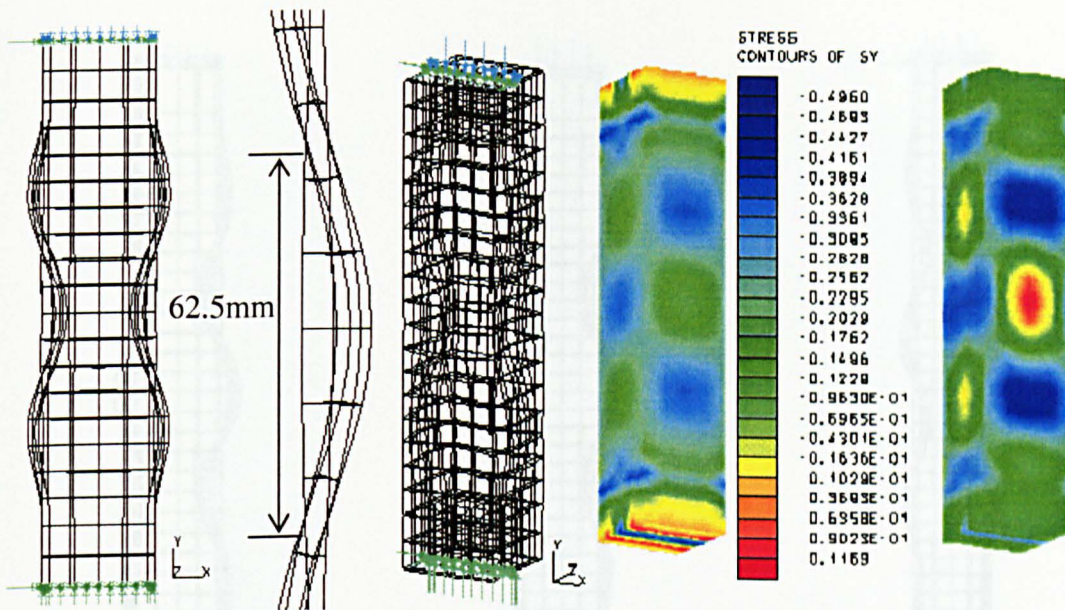 62.5mm
Y
Z X
Y
Z
X
STRESS
CONTOURS OF SY
-0.4960
-0.4693
-0.4427
-0.4161
-0.3894
-0.3628
-0.3361
-0.3095
-0.2828
-0.2562
-0.2295
-0.2029
-0.1762
-0.1496
-0.1229
-0.9630E-01
-0.6965E-01
-0.4301E-01
-0.1636E-01
0.1029E-01
0.3693E-01
0.6358E-01
0.9023E-01
0.1169